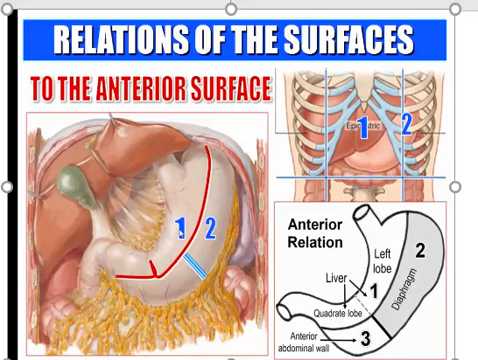 RELATIONS OF THE SURFACES
TO THE ANTERIOR SURFACE
1 2
Epigastric
1 2
Anterior
Relation
Left
lobe
2
Diaphragm
Liver
1
Quadrate lobe
3
Anterior
abdominal wall